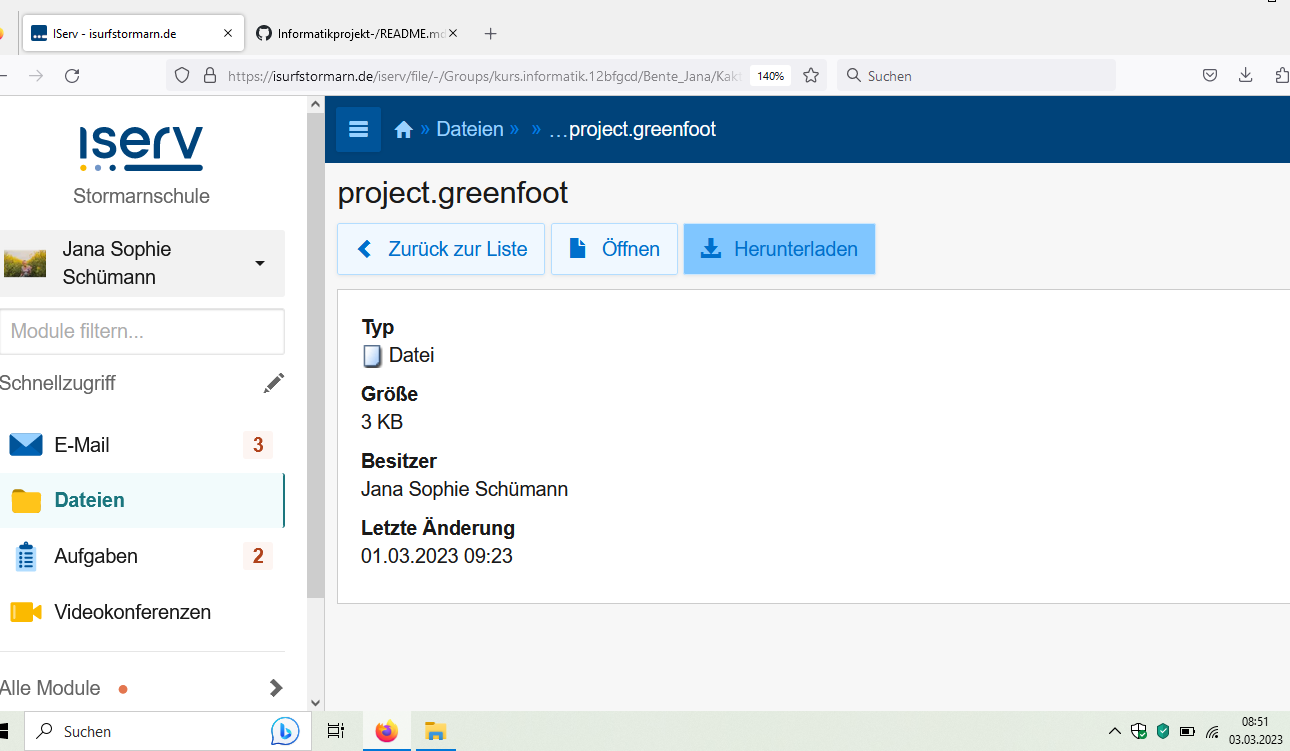 IServ - isurfstormarn.de
Informatikprojekt-/README.md
https://isurfstormarn.de/iserv/file/-/Groups/kurs.informatik.12bfgcd/Bente_Jana/Kakt
140%
Suchen
Iserv
Stormarnschule
Jana Sophie
Schümann
Module filtern...
Schnellzugriff
E-Mail 3
Dateien
Aufgaben 2
Videokonferenzen
Alle Module
» Dateien » » …project.greenfoot
project.greenfoot
Zurück zur Liste
Öffnen
Herunterladen
Typ
Datei
Größe
3 KB
Besitzer
Jana Sophie Schümann
Letzte Änderung
01.03.2023 09:23
Suchen
08:51
03.03.2023